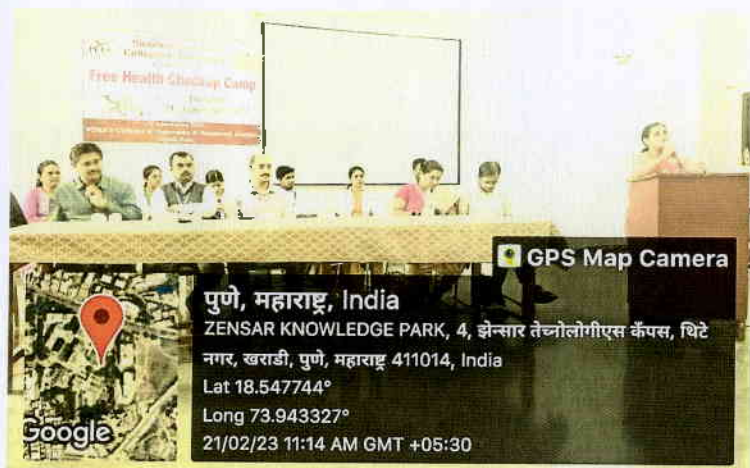 Free Health Checkup Camp
GPS Map Camera
पुणे, महाराष्ट्र, India
ZENSAR KNOWLEDGE PARK, 4, झेन्सार तेच्नोलोगीएस कॅंपस, थिटे
नगर, खराडी, पुणे, महाराष्ट्र 411014, India
Lat 18.547744°
Long 73.943327°
21/02/23 11:14 AM GMT +05:30
Google